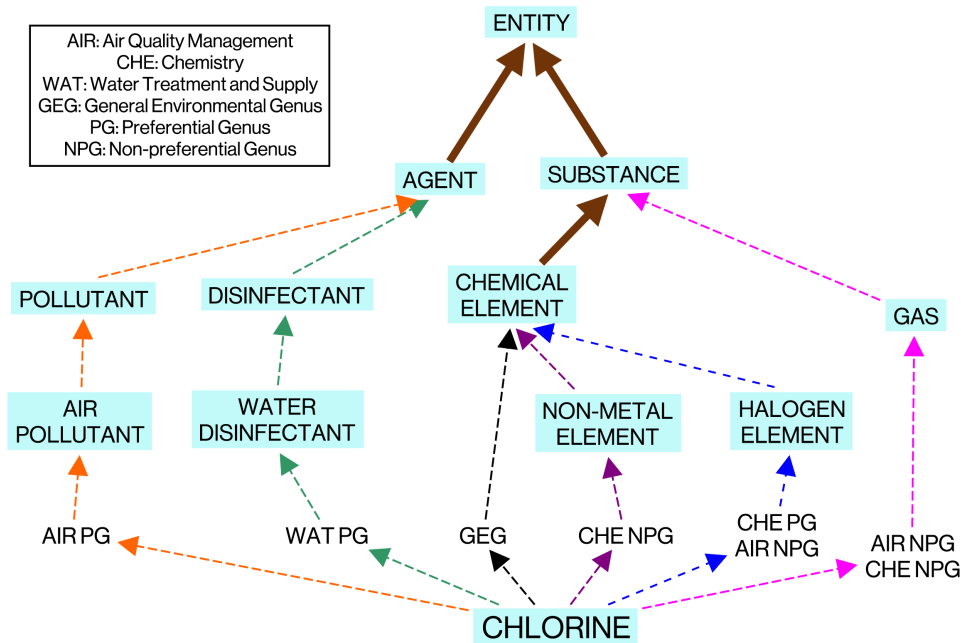 ENTITY
AIR: Air Quality Management
CHE: Chemistry
WAT: Water Treatment and Supply
GEG: General Environmental Genus
PG: Preferential Genus
NPG: Non-preferential Genus
AGENT
SUBSTANCE
POLLUTANT
DISINFECTANT
CHEMICAL
ELEMENT
GAS
AIR
POLLUTANT
WATER
DISINFECTANT
NON-METAL
ELEMENT
HALOGEN
ELEMENT
AIR PG
WAT PG
GEG
CHE NPG
CHE PG
AIR NPG
AIR NPG
CHE NPG
CHLORINE